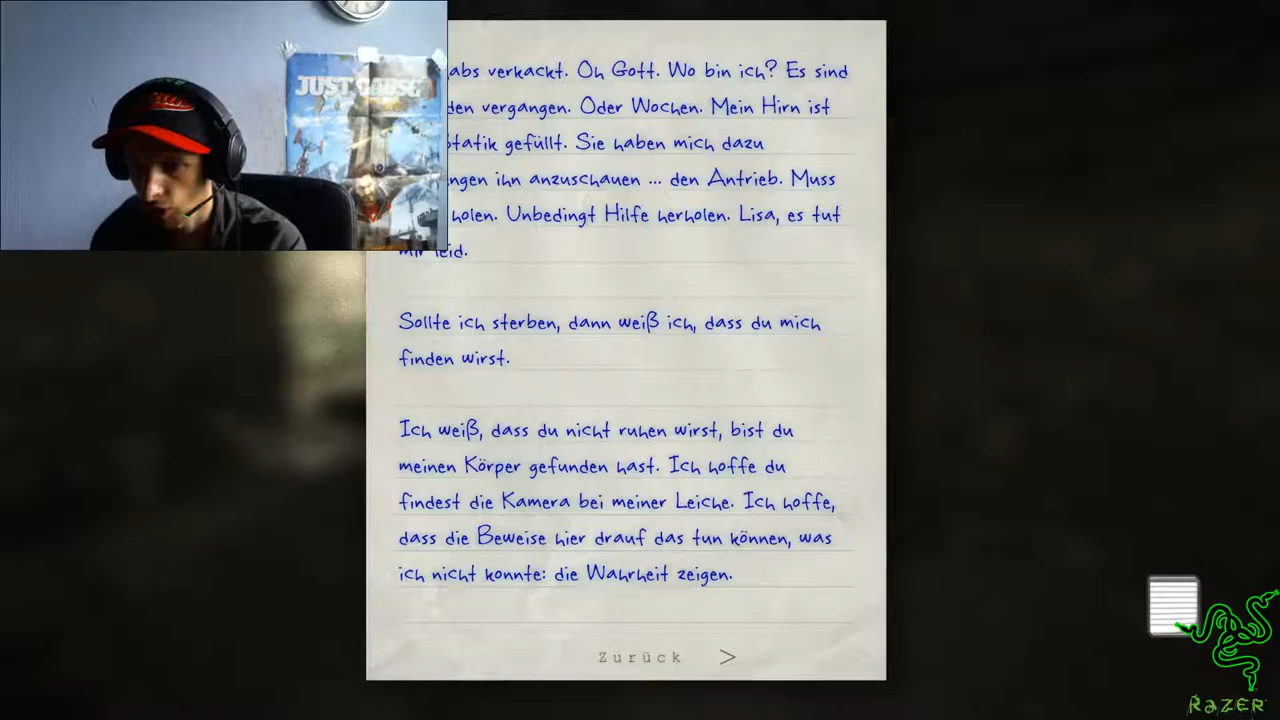 JUST CAUSE
abs verkackt. Oh Gott. Wo bin ich? Es sind
den vergangen. Oder Wochen. Mein Hirn ist
tatik gefüllt. Sie haben mich dazu
ngen ihn anzuschauen ... den Antrieb. Muss
holen. Unbedingt Hilfe herholen. Lisa, es tut
mir leid.
Sollte ich sterben, dann weiß ich, dass du mich
finden wirst.
Ich weiß, dass du nicht ruhen wirst, bist du
meinen Körper gefunden hast. Ich hoffe du
findest die Kamera bei meiner Leiche. Ich hoffe,
dass die Beweise hier drauf das tun können, was
ich nicht konnte: die Wahrheit zeigen.
Zurück >
RAZER